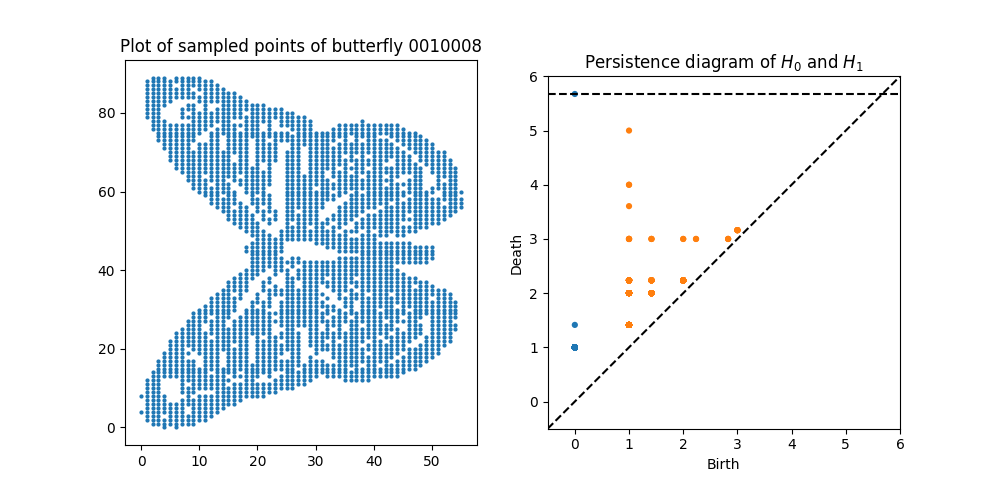 Plot of sampled points of butterfly 0010008
80
60
40
20
0
0 10 20 30 40 50
Persistence diagram of H₀ and H₁
6
5
4
3
2
1
0
0 1 2 3 4 5 6
Death
Birth